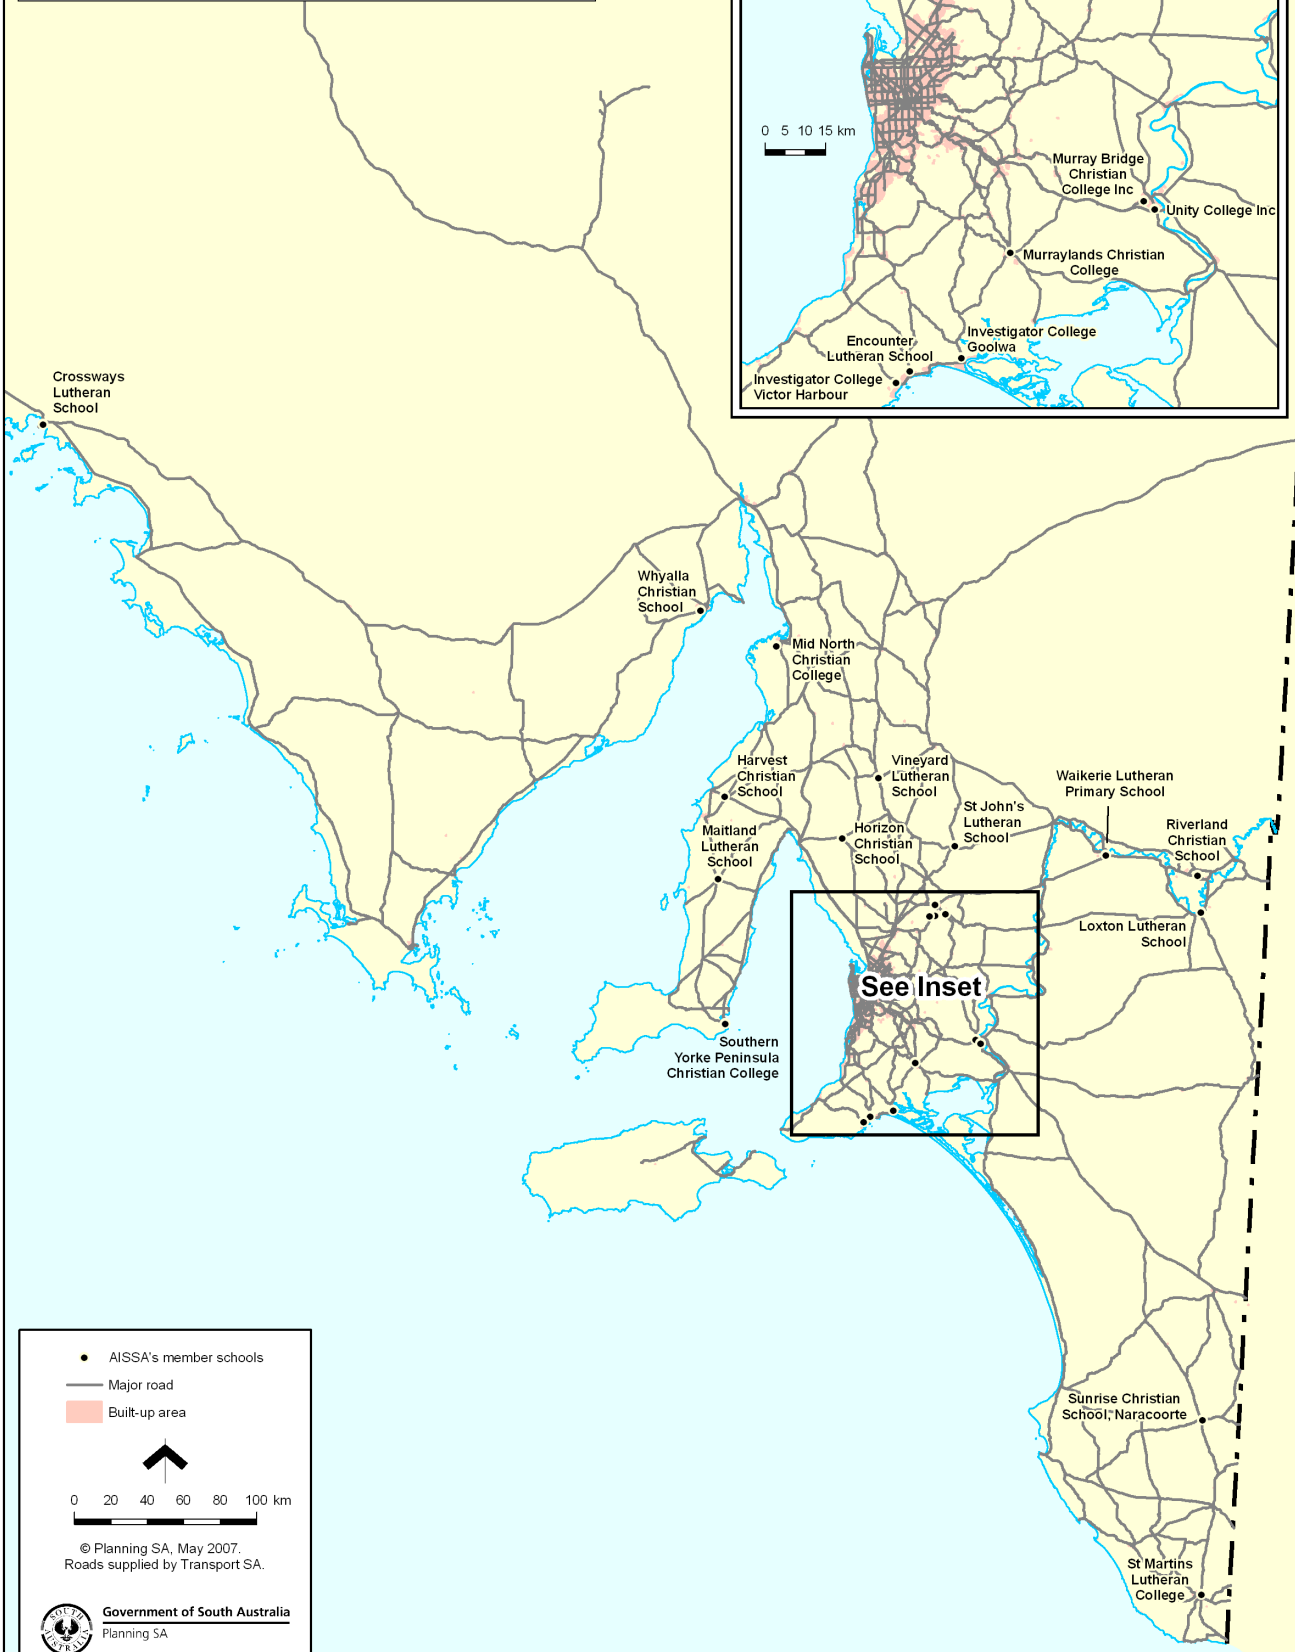 0 5 10 15 km
Murray Bridge
Christian
College Inc
Unity College Inc
Murraylands Christian
College
Investigator College
Goolwa
Encounter
Lutheran School
Investigator College
Victor Harbour
Crossways
Lutheran
School
Whyalla
Christian
School
Mid North
Christian
College
Harvest
Christian
School
Vineyard
Lutheran
School
Waikerie Lutheran
Primary School
St John's
Lutheran
School
Maitland
Lutheran
School
Horizon
Christian
School
Riverland
Christian
School
Loxton Lutheran
School
See Inset
Southern
Yorke Peninsula
Christian College
Sunrise Christian
School, Naracoorte
St Martins
Lutheran
College
AISSA's member schools
Major road
Built-up area
0 20 40 60 80 100 km
© Planning SA, May 2007.
Roads supplied by Transport SA.
SOUTH
AUSTRALIA
Government of South Australia
Planning SA